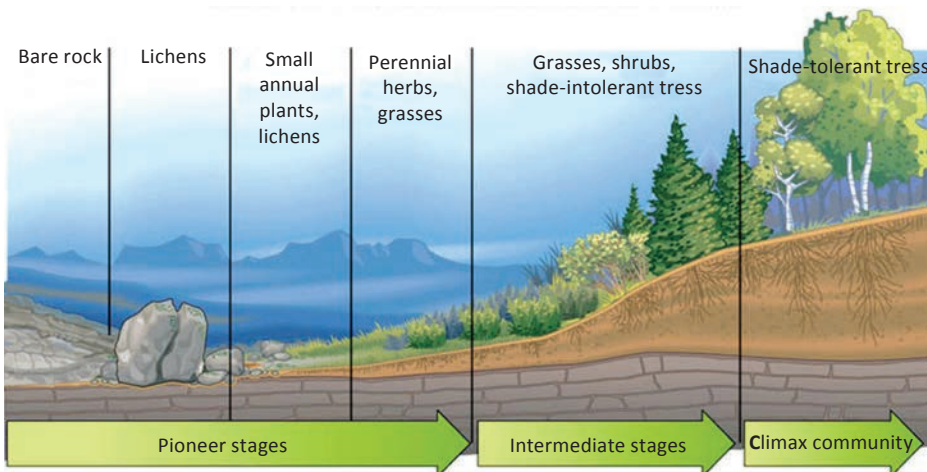 Bare rock
Lichens
Small
annual
plants,
lichens
Perennial
herbs,
grasses
Grasses, shrubs,
shade-intolerant tress
Shade-tolerant tress
Pioneer stages
Intermediate stages
Climax community